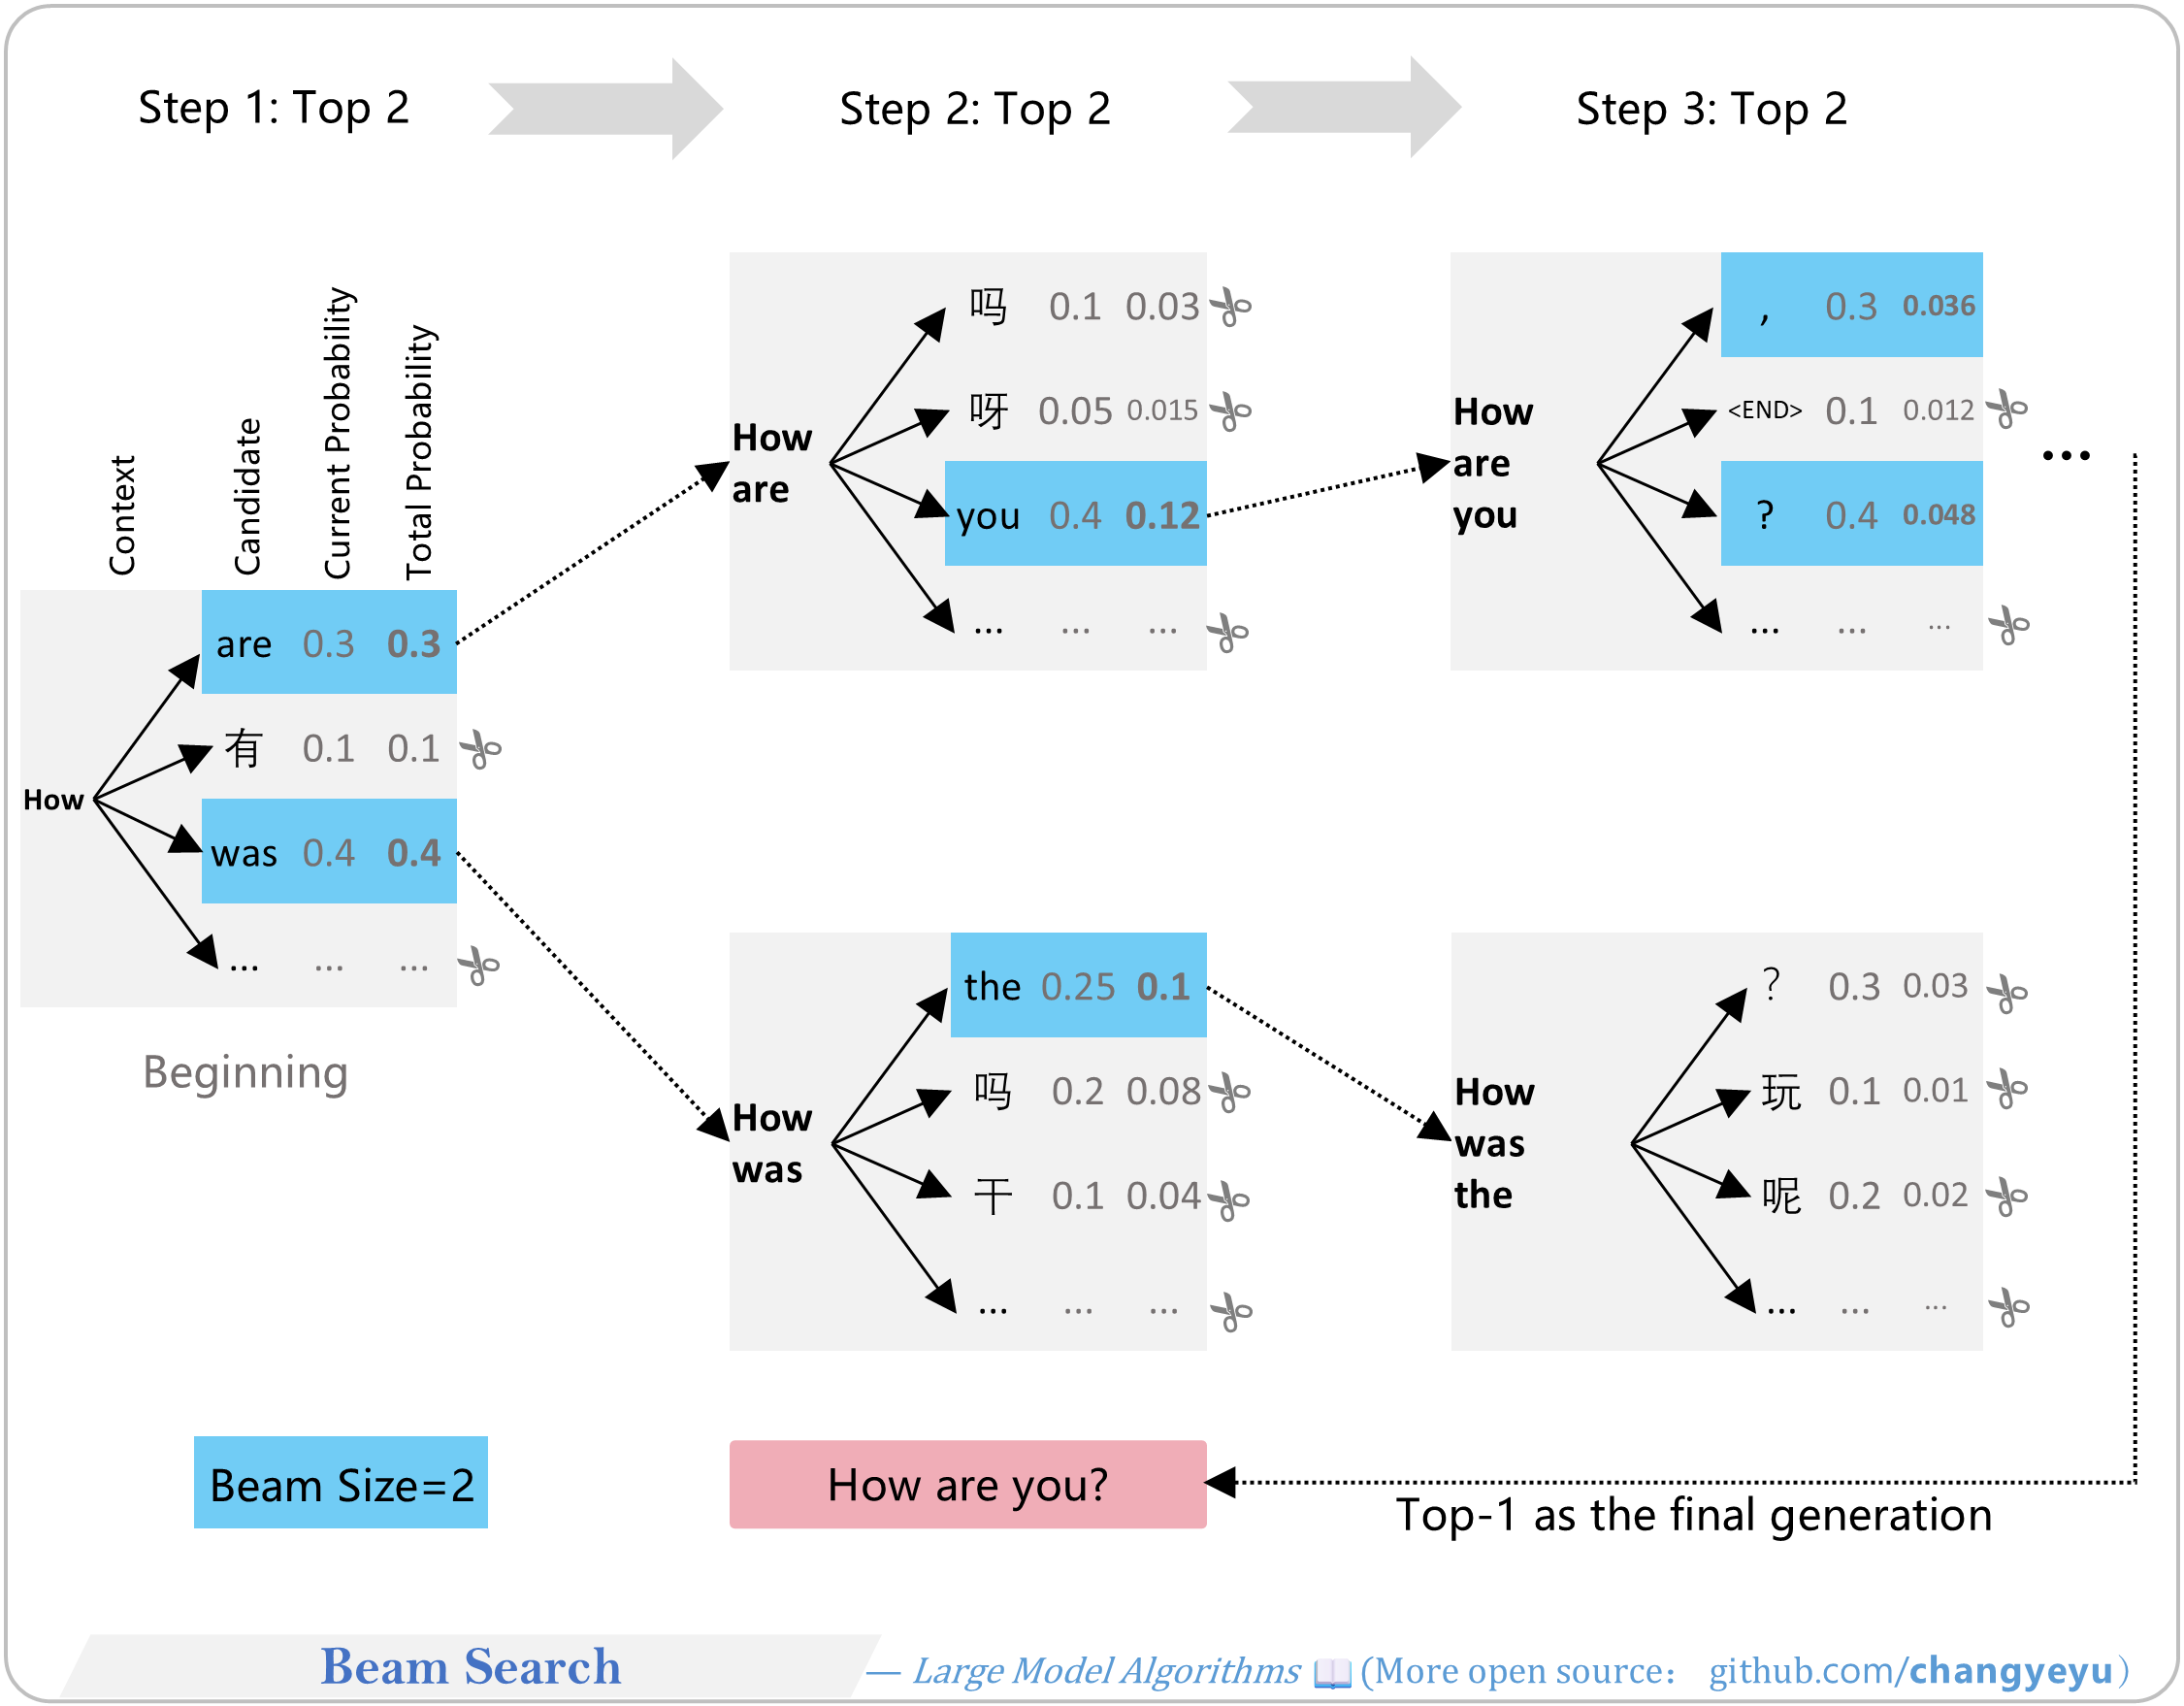 Step 1: Top 2
Step 2: Top 2
Step 3: Top 2
Context
Candidate
Current Probability
Total Probability
How
are 0.3 0.3
有 0.1 0.1
was 0.4 0.4
... ... ...
Beginning
How
are
吗 0.1 0.03
呀 0.05 0.015
you 0.4 0.12
... ... ...
How
are
you
, 0.3 0.036
<END> 0.1 0.012
? 0.4 0.048
... ... ...
...
How
was
the 0.25 0.1
吗 0.2 0.08
干 0.1 0.04
... ... ...
How
was
the
? 0.3 0.03
玩 0.1 0.01
呢 0.2 0.02
... ... ...
Beam Size=2
How are you?
Top-1 as the final generation
Beam Search
— Large Model Algorithms 📖 (More open source： github.com/changyeyu)